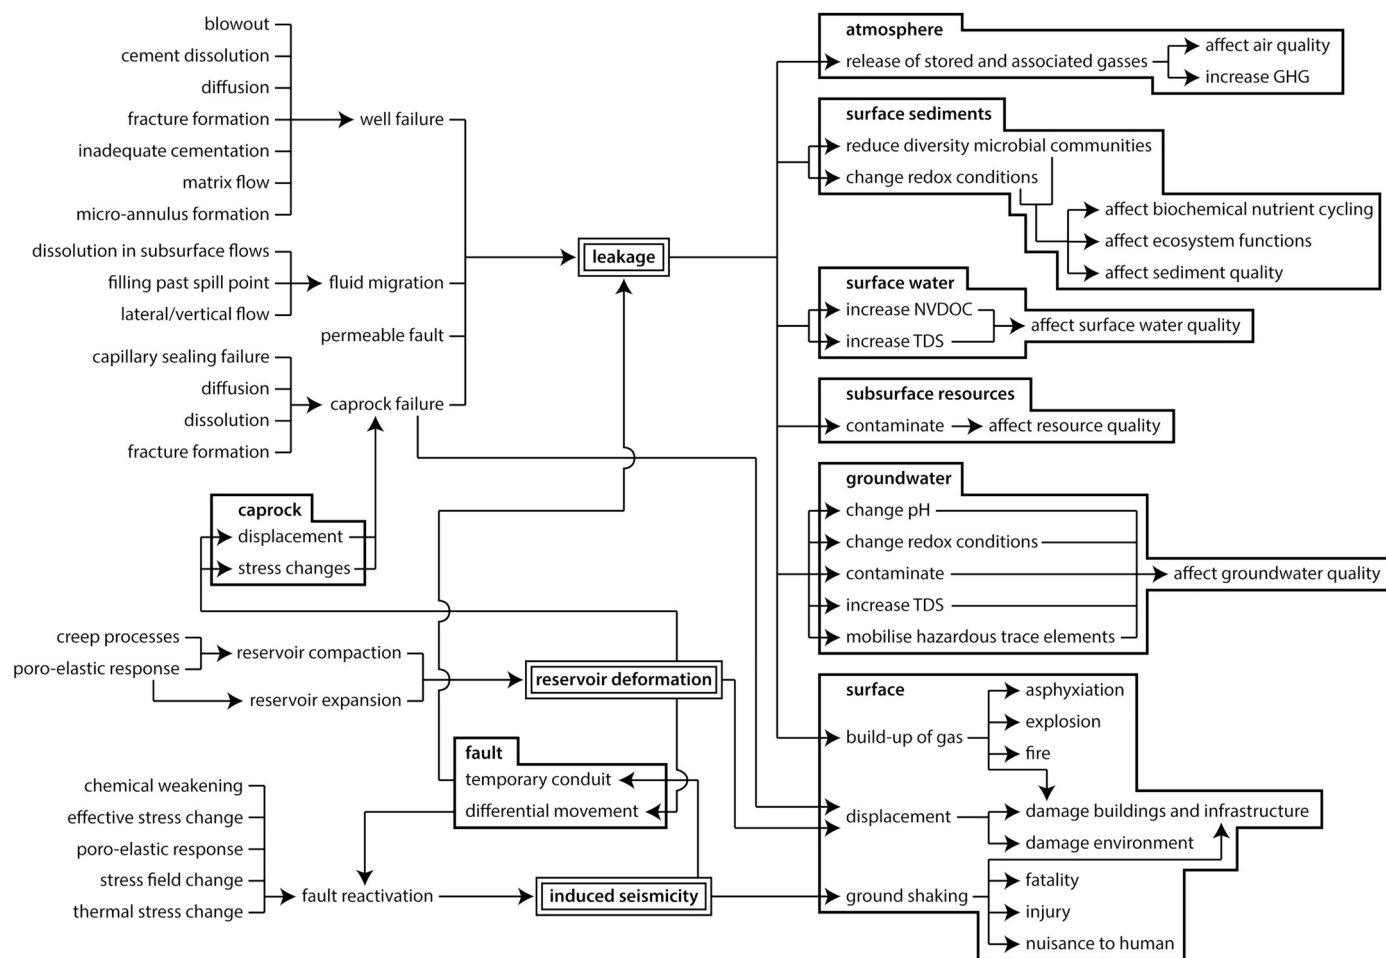 blowout
cement dissolution
diffusion
fracture formation
inadequate cementation
matrix flow
micro-annulus formation
well failure
dissolution in subsurface flows
filling past spill point
lateral/vertical flow
fluid migration
permeable fault
capillary sealing failure
diffusion
dissolution
fracture formation
caprock failure
caprock
displacement
stress changes
creep processes
poro-elastic response
reservoir compaction
reservoir expansion
chemical weakening
effective stress change
poro-elastic response
stress field change
thermal stress change
fault reactivation
fault
temporary conduit
differential movement
leakage
reservoir deformation
induced seismicity
atmosphere
release of stored and associated gasses
affect air quality
increase GHG
surface sediments
reduce diversity microbial communities
change redox conditions
affect biochemical nutrient cycling
affect ecosystem functions
affect sediment quality
surface water
increase NVDOC
increase TDS
affect surface water quality
subsurface resources
contaminate
affect resource quality
groundwater
change pH
change redox conditions
contaminate
increase TDS
mobilise hazardous trace elements
affect groundwater quality
surface
build-up of gas
asphyxiation
explosion
fire
displacement
damage buildings and infrastructure
damage environment
ground shaking
fatality
injury
nuisance to human